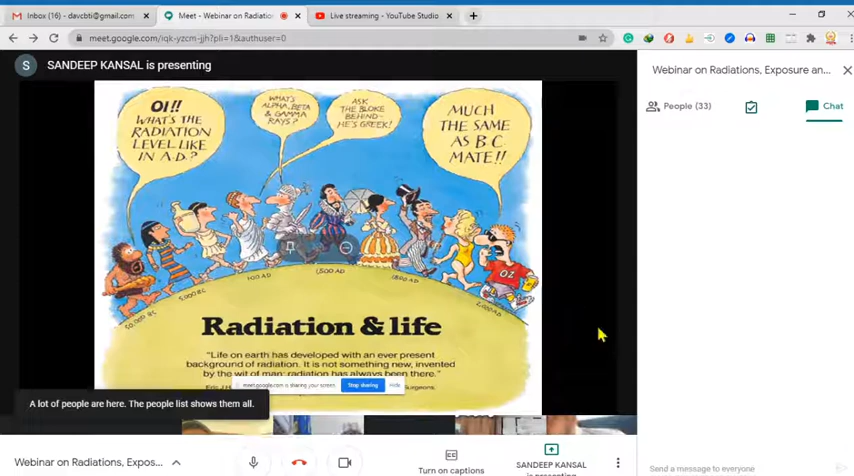 Inbox (16) - davcbti@gmail.com
Meet - Webinar on Radiation
Live streaming - YouTube Studio
meet.google.com/iqk-yzcm-jjh?pli=1&authuser=0
S SANDEEP KANSAL is presenting
Webinar on Radiations, Exposure an...
People (33)
Chat
OI!!
WHAT'S THE
RADIATION
LEVEL LIKE
IN A.D.?
WHAT'S
ALPHA, BETA
& GAMMA
RAYS?
ASK
THE BLOKE
BEHIND-
HE'S GREEK!
MUCH
THE SAME
AS B.C.
MATE!!
OZ
50,000 BC
5,000 BC
100 AD
1,500 AD
1,800 AD
2,000 AD
Radiation & life
"Life on earth has developed with an ever present
background of radiation. It is not something new, invented
by the wit of man: radiation has always been there."
Eric J H
Surgeons.
meet.google.com is sharing your screen.
Stop sharing
Hide
A lot of people are here. The people list shows them all.
Webinar on Radiations, Expos...
Turn on captions
SANDEEP KANSAL
is presenting
Send a message to everyone